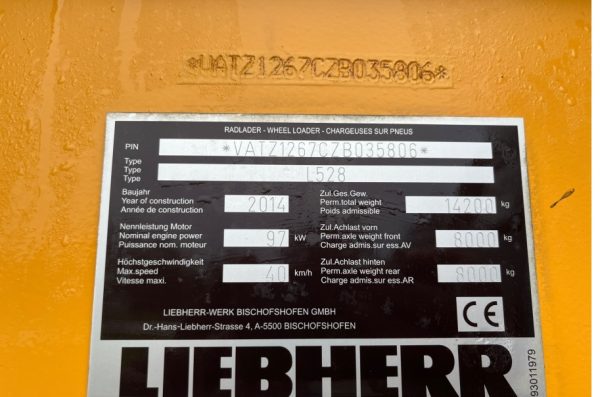 *VATZ1267CZB035806*
RADLADER - WHEEL LOADER - CHARGEUSES SUR PNEUS
PIN *VATZ1267CZB035806*
Type
Type L528
Type
Baujahr
Year of construction 2014
Année de construction
Zul.Ges.Gew.
Perm.total weight 14200 kg
Poids admissible
Nennleistung Motor
Nominal engine power 97 kW
Puissance nom. moteur
Zul.Achlast vorn
Perm.axle weight front 8000 kg
Charge admis.sur ess.AV
Höchstgeschwindigkeit
Max.speed 40 km/h
Vitesse maxi.
Zul.Achlast hinten
Perm.axle weight rear 8000 kg
Charge admis.sur ess.AR
LIEBHERR-WERK BISCHOFSHOFEN GMBH
Dr.-Hans-Liebherr-Strasse 4, A-5500 BISCHOFSHOFEN
CE
LIEBHERR
93011979